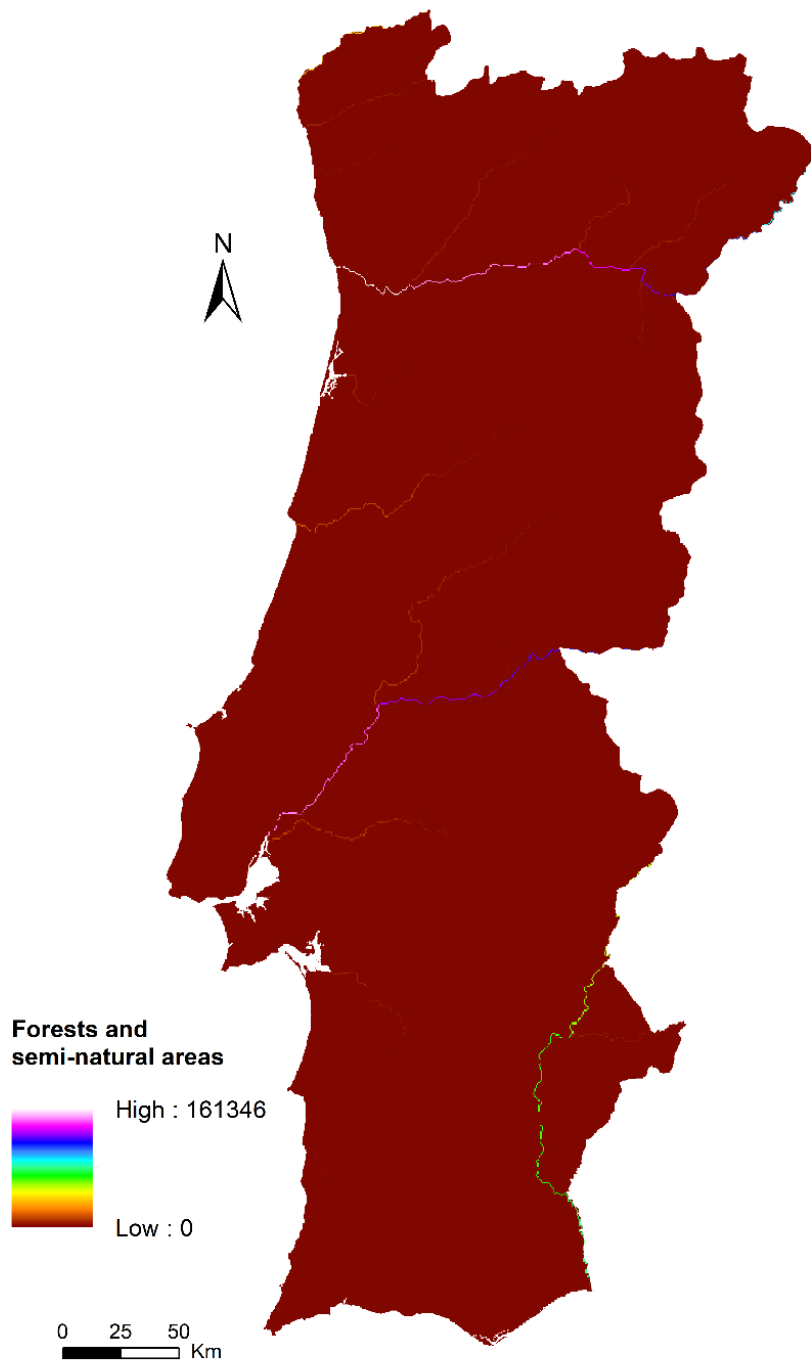 N
Forests and
semi-natural areas
High : 161346
Low : 0
0 25 50
Km